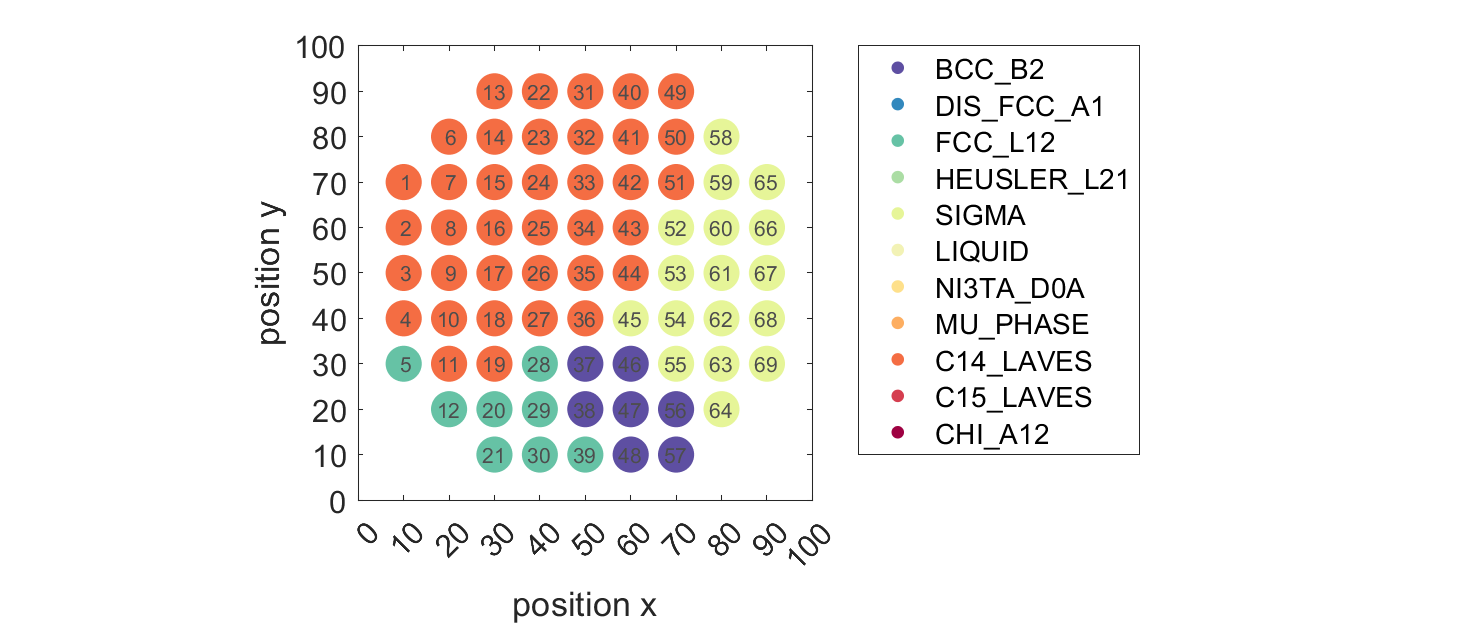 100
90
80
70
60
50
40
30
20
10
0
position y
13 22 31 40 49
6 14 23 32 41 50 58
1 7 15 24 33 42 51 59 65
2 8 16 25 34 43 52 60 66
3 9 17 26 35 44 53 61 67
4 10 18 27 36 45 54 62 68
5 11 19 28 37 46 55 63 69
12 20 29 38 47 56 64
21 30 39 48 57
0 10 20 30 40 50 60 70 80 90 100
position x
BCC_B2
DIS_FCC_A1
FCC_L12
HEUSLER_L21
SIGMA
LIQUID
NI3TA_D0A
MU_PHASE
C14_LAVES
C15_LAVES
CHI_A12